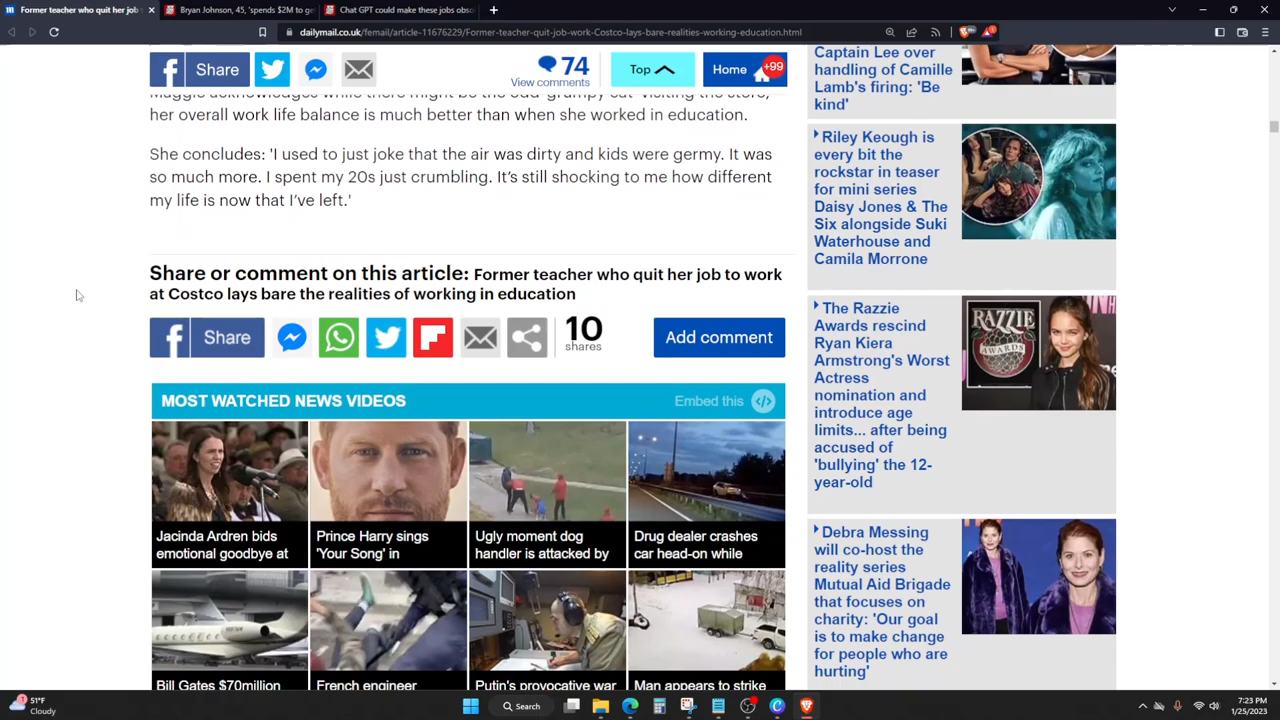 Former teacher who quit her job t
Bryan Johnson, 45, 'spends $2M to ge
Chat GPT could make these jobs obso
dailymail.co.uk/femail/article-11676229/Former-teacher-quit-job-work-Costco-lays-bare-realities-working-education.html
Share
74
View comments
Top
Home
+99
Maggie acknowledges while there might be the odd 'grumpy cat' visiting the store,
her overall work life balance is much better than when she worked in education.
She concludes: 'I used to just joke that the air was dirty and kids were germy. It was
so much more. I spent my 20s just crumbling. It's still shocking to me how different
my life is now that I've left.'
Share or comment on this article: Former teacher who quit her job to work
at Costco lays bare the realities of working in education
Share
10
shares
Add comment
MOST WATCHED NEWS VIDEOS
Embed this
Jacinda Ardren bids
emotional goodbye at
Prince Harry sings
'Your Song' in
Ugly moment dog
handler is attacked by
Drug dealer crashes
car head-on while
Bill Gates $70million
French engineer
Putin's provocative war
Man appears to strike
Captain Lee over
handling of Camille
Lamb's firing: 'Be
kind'
Riley Keough is
every bit the
rockstar in teaser
for mini series
Daisy Jones & The
Six alongside Suki
Waterhouse and
Camila Morrone
The Razzie
Awards rescind
Ryan Kiera
Armstrong's Worst
Actress
nomination and
introduce age
limits... after being
accused of
'bullying' the 12-
year-old
RAZZIE
AWARDS
Debra Messing
will co-host the
reality series
Mutual Aid Brigade
that focuses on
charity: 'Our goal
is to make change
for people who are
hurting'
51°F
Cloudy
Search
7:23 PM
1/25/2023